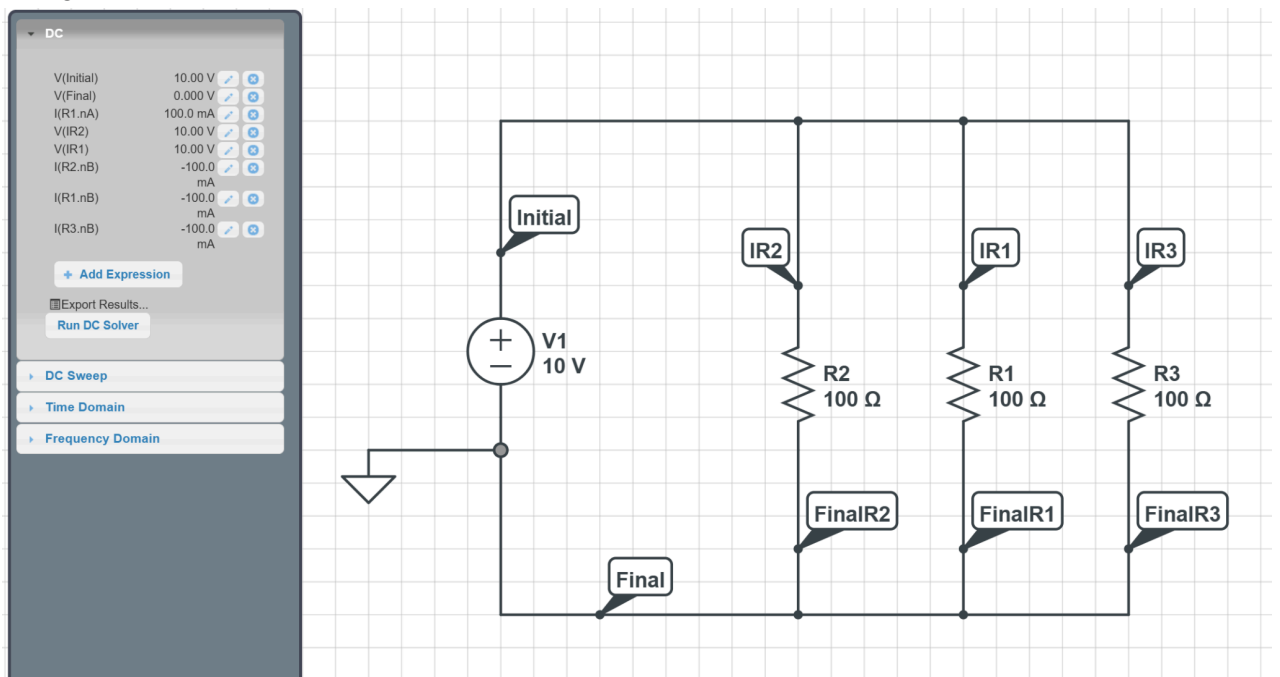 DC
V(Initial) 10.00 V
V(Final) 0.000 V
I(R1.nA) 100.0 mA
V(IR2) 10.00 V
V(IR1) 10.00 V
I(R2.nB) -100.0
mA
I(R1.nB) -100.0
mA
I(R3.nB) -100.0
mA
+ Add Expression
Export Results...
Run DC Solver
DC Sweep
Time Domain
Frequency Domain
Initial
IR2
IR1
IR3
V1
10 V
R2
100 Ω
R1
100 Ω
R3
100 Ω
FinalR2
FinalR1
FinalR3
Final